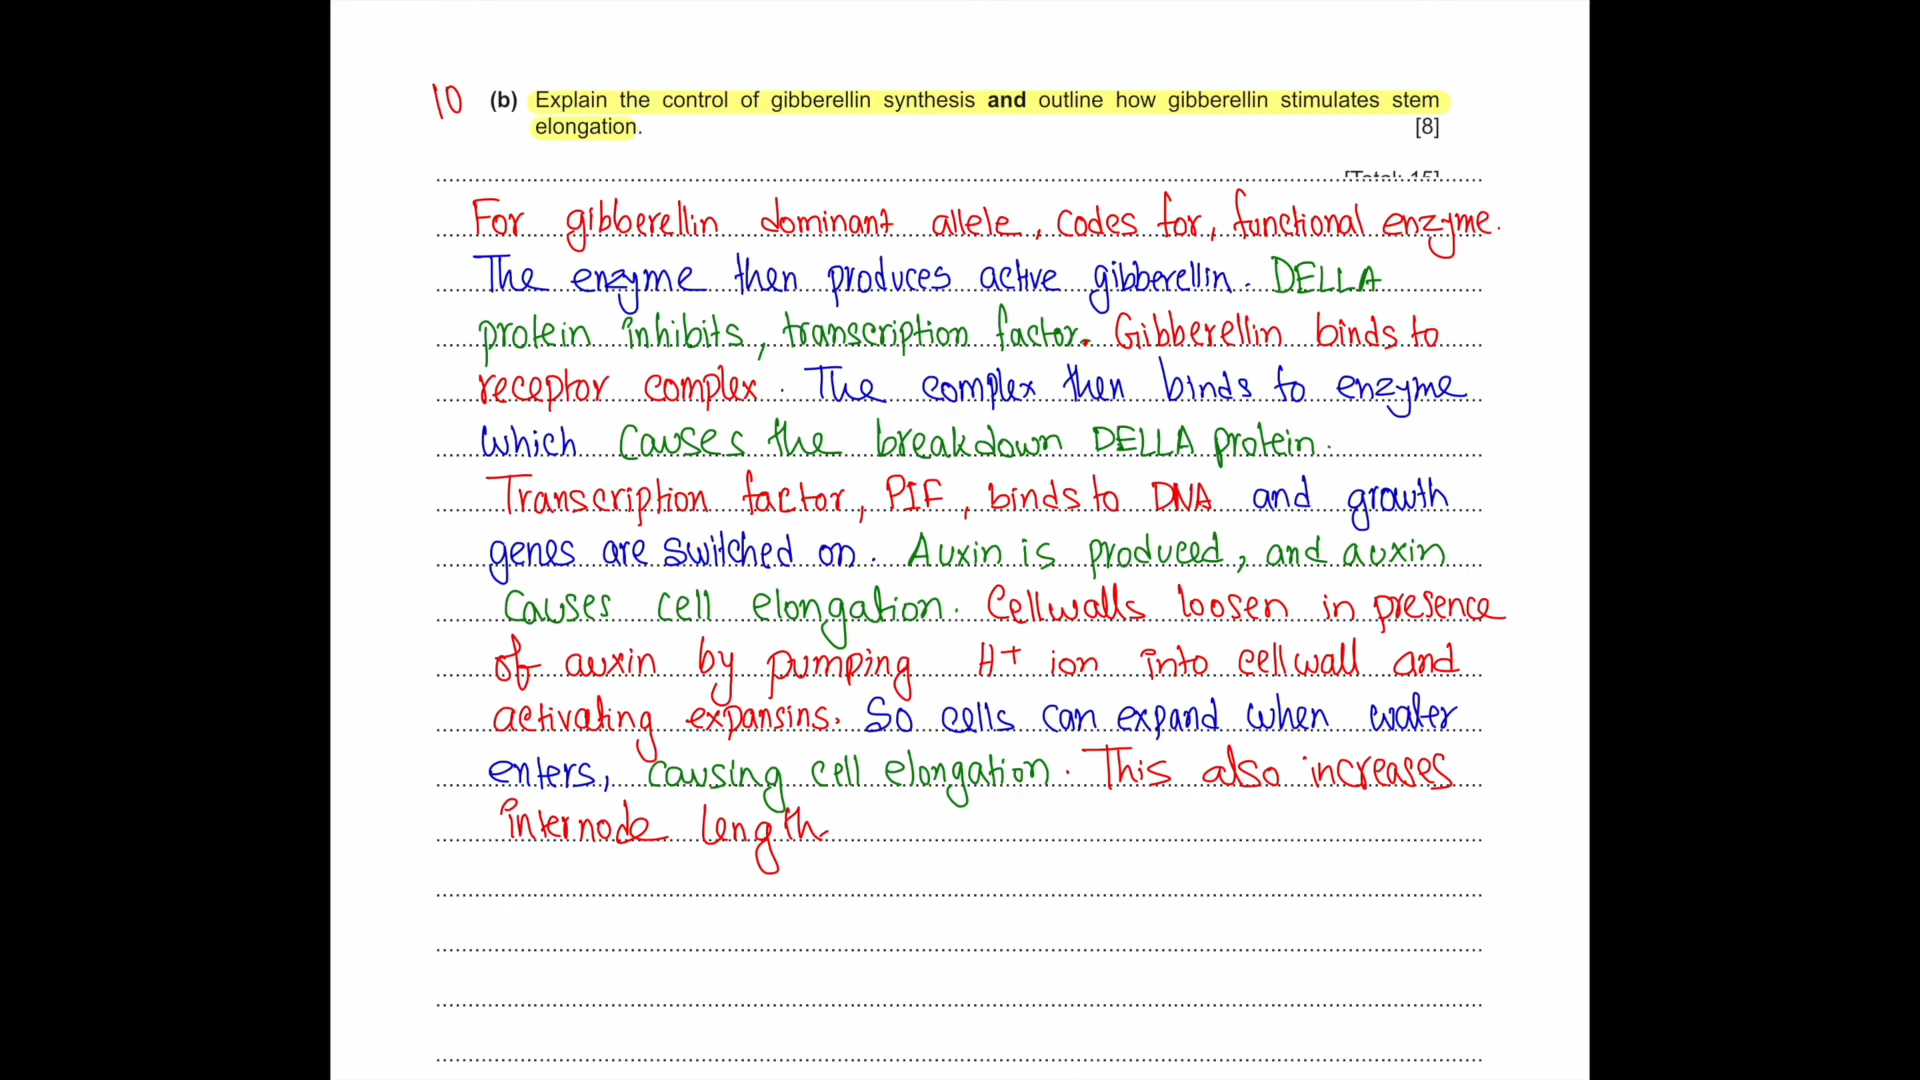 10 (b) Explain the control of gibberellin synthesis and outline how gibberellin stimulates stem
elongation. [8]
[Total: 15]
For gibberellin dominant allele, codes for, functional enzyme.
The enzyme then produces active gibberellin. DELLA
protein inhibits, transcription factor. Gibberellin binds to
receptor complex. The complex then binds to enzyme
which causes the breakdown DELLA protein.
Transcription factor, PIF, binds to DNA and growth
genes are switched on. Auxin is produced, and auxin
causes cell elongation. Cellwalls loosen in presence
of auxin by pumping H+ ion into cellwall and
activating expansins. So cells can expand when water
enters, causing cell elongation. This also increases
internode length.